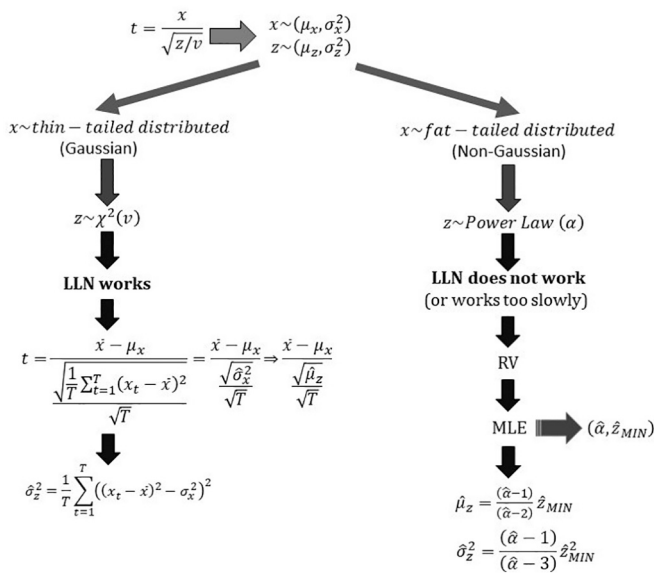 t = x / √(z/v)
x~(μ_x, σ_x^2)
z~(μ_z, σ_z^2)
x~thin − tailed distributed
(Gaussian)
z~χ^2(v)
LLN works
t = (ẋ − μ_x) / (√(1/T ∑_{t=1}^{T} (x_t − ẋ)^2) / √T) = (ẋ − μ_x) / (√(σ̂_x^2) / √T) ⇒ (ẋ − μ_x) / (√(μ̂_z) / √T)
σ̂_z^2 = 1/T ∑_{t=1}^{T} ((x_t − ẋ)^2 − σ_x^2)^2
x~fat − tailed distributed
(Non-Gaussian)
z~Power Law (α)
LLN does not work
(or works too slowly)
RV
MLE
(α̂, ẑ_MIN)
μ̂_z = (α̂−1)/(α̂−2) ẑ_MIN
σ̂_z^2 = (α̂ − 1)/(α̂ − 3) ẑ_MIN^2